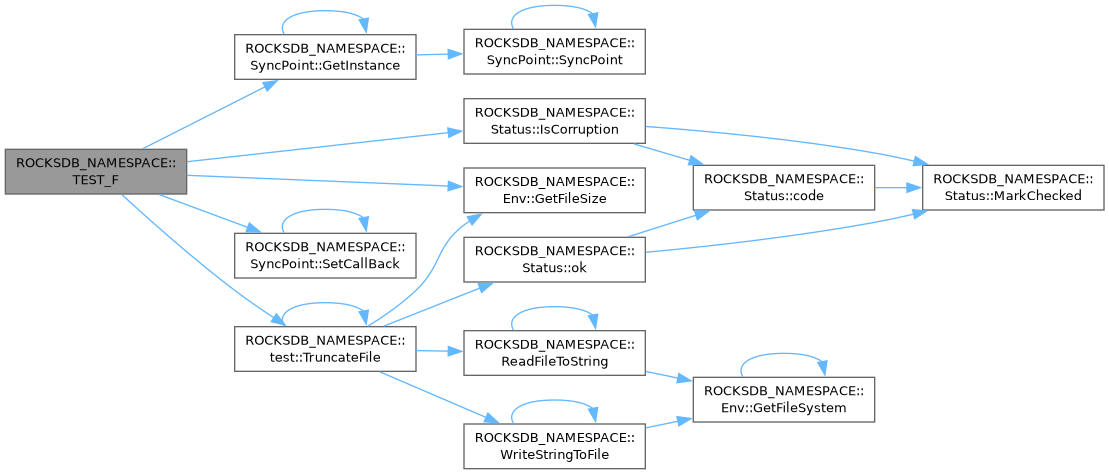 ROCKSDB_NAMESPACE::
TEST_F
ROCKSDB_NAMESPACE::
SyncPoint::GetInstance
ROCKSDB_NAMESPACE::
SyncPoint::SyncPoint
ROCKSDB_NAMESPACE::
Status::IsCorruption
ROCKSDB_NAMESPACE::
Env::GetFileSize
ROCKSDB_NAMESPACE::
SyncPoint::SetCallBack
ROCKSDB_NAMESPACE::
Status::ok
ROCKSDB_NAMESPACE::
Status::code
ROCKSDB_NAMESPACE::
Status::MarkChecked
ROCKSDB_NAMESPACE::
test::TruncateFile
ROCKSDB_NAMESPACE::
ReadFileToString
ROCKSDB_NAMESPACE::
WriteStringToFile
ROCKSDB_NAMESPACE::
Env::GetFileSystem